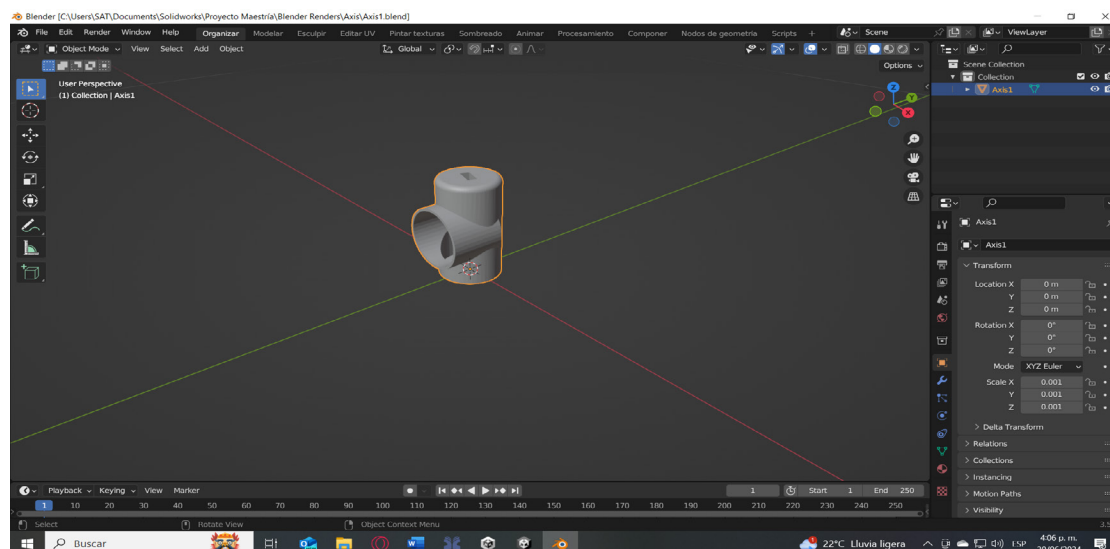 Blender [C:\Users\SAT\Documents\Solidworks\Proyecto Maestría\Blender Renders\Axis\Axis1.blend]
File Edit Render Window Help Organizar Modelar Esculpir Editar UV Pintar texturas Sombreado Animar Procesamiento Componer Nodos de geometría Scripts + Scene ViewLayer
Object Mode View Select Add Object Global
Options
User Perspective
(1) Collection | Axis1
Z
Y
X
Scene Collection
Collection
Axis1
Axis1
Axis1
Transform
Location X 0 m
Y 0 m
Z 0 m
Rotation X 0°
Y 0°
Z 0°
Mode XYZ Euler
Scale X 0.001
Y 0.001
Z 0.001
Delta Transform
Relations
Collections
Instancing
Motion Paths
Visibility
Playback Keying View Marker 1 Start 1 End 250
1 10 20 30 40 50 60 70 80 90 100 110 120 130 140 150 160 170 180 190 200 210 220 230 240 250
Select Rotate View Object Context Menu
Buscar 22°C Lluvia ligera ESP 4:06 p. m.